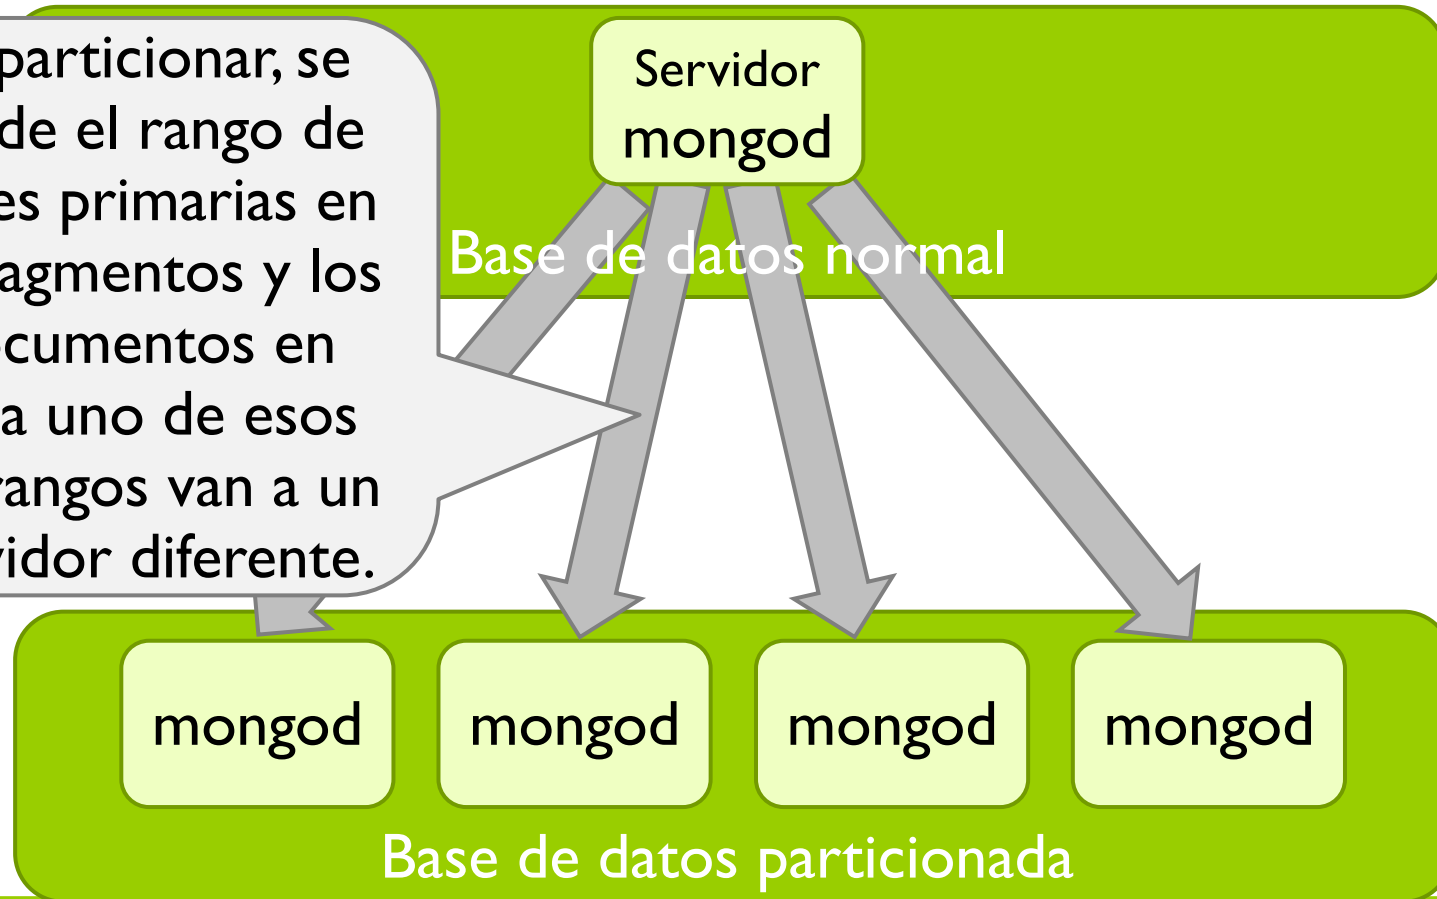 particionar, se
de el rango de
es primarias en
agmentos y los
cumentos en
a uno de esos
rangos van a un
vidor diferente.
Servidor
mongod
Base de datos normal
mongod
mongod
mongod
mongod
Base de datos particionada